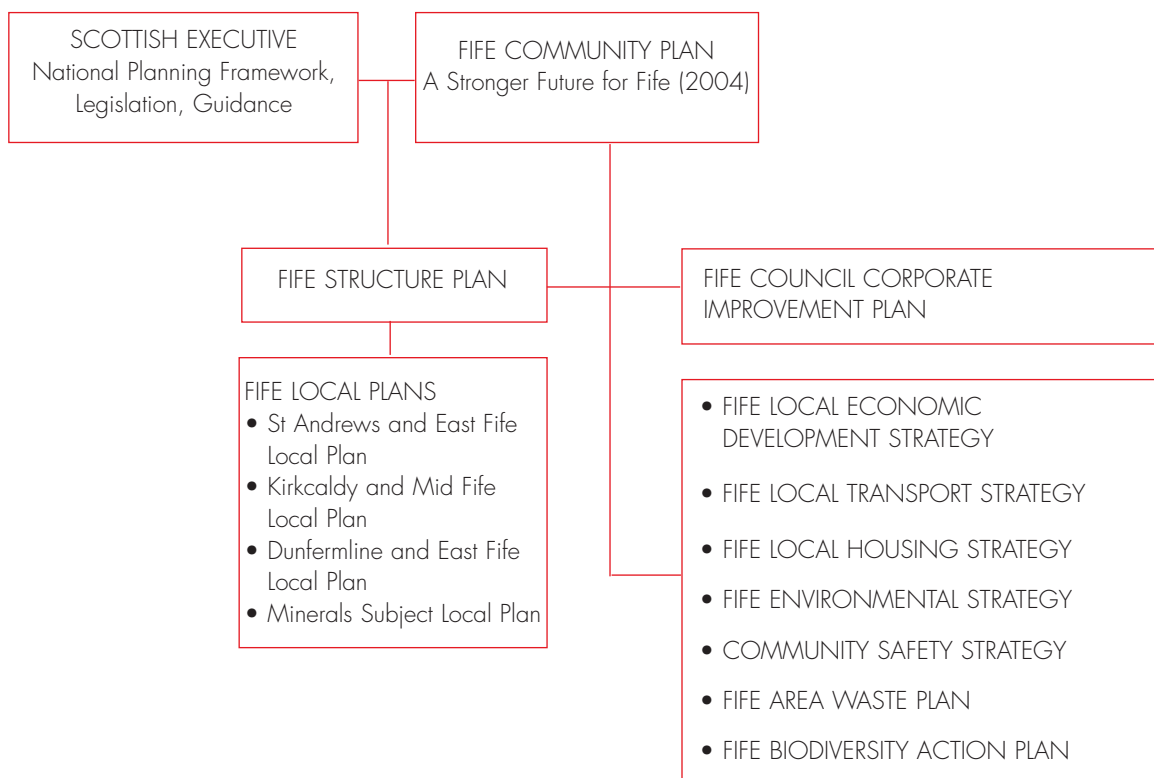 SCOTTISH EXECUTIVE
National Planning Framework,
Legislation, Guidance
FIFE COMMUNITY PLAN
A Stronger Future for Fife (2004)
FIFE STRUCTURE PLAN
FIFE COUNCIL CORPORATE
IMPROVEMENT PLAN
FIFE LOCAL PLANS
• St Andrews and East Fife
Local Plan
• Kirkcaldy and Mid Fife
Local Plan
• Dunfermline and East Fife
Local Plan
• Minerals Subject Local Plan
• FIFE LOCAL ECONOMIC
DEVELOPMENT STRATEGY
• FIFE LOCAL TRANSPORT STRATEGY
• FIFE LOCAL HOUSING STRATEGY
• FIFE ENVIRONMENTAL STRATEGY
• COMMUNITY SAFETY STRATEGY
• FIFE AREA WASTE PLAN
• FIFE BIODIVERSITY ACTION PLAN